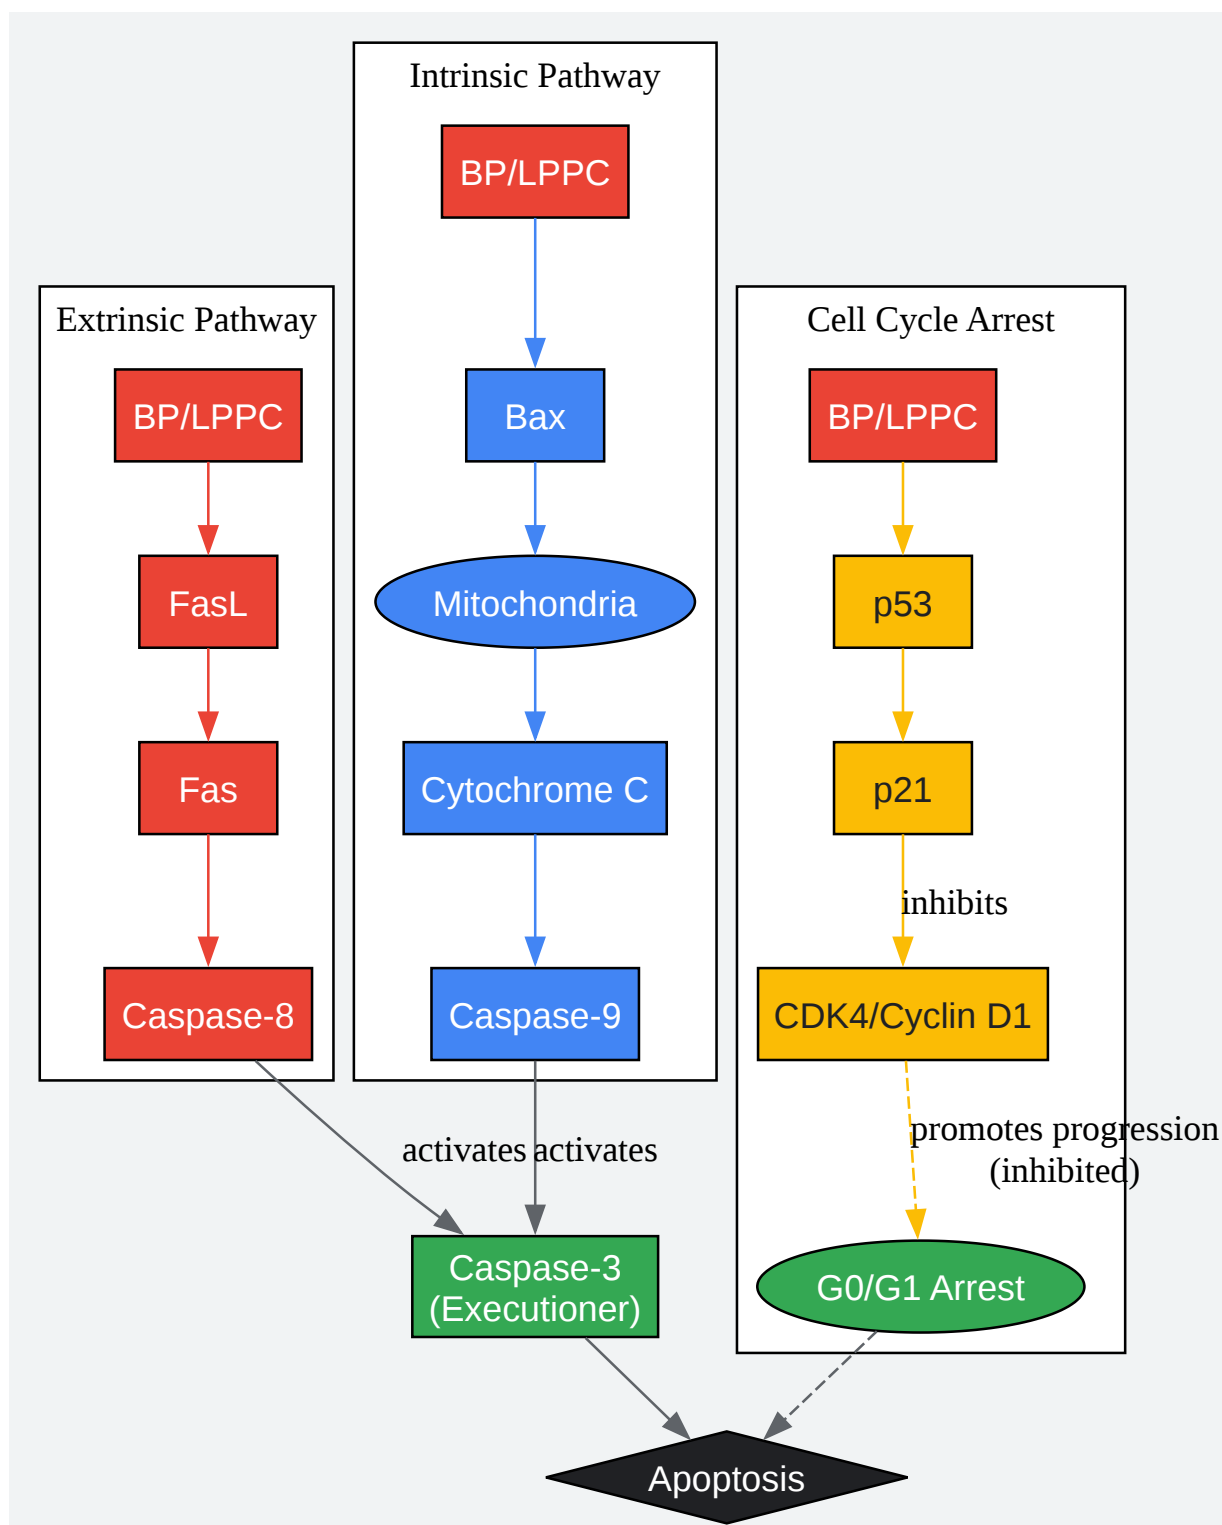 Intrinsic Pathway
BP/LPPC
Bax
Mitochondria
Cytochrome C
Caspase-9
Extrinsic Pathway
BP/LPPC
FasL
Fas
Caspase-8
Cell Cycle Arrest
BP/LPPC
p53
p21
inhibits
CDK4/Cyclin D1
promotes progression
(inhibited)
G0/G1 Arrest
activates
activates
Caspase-3
(Executioner)
Apoptosis